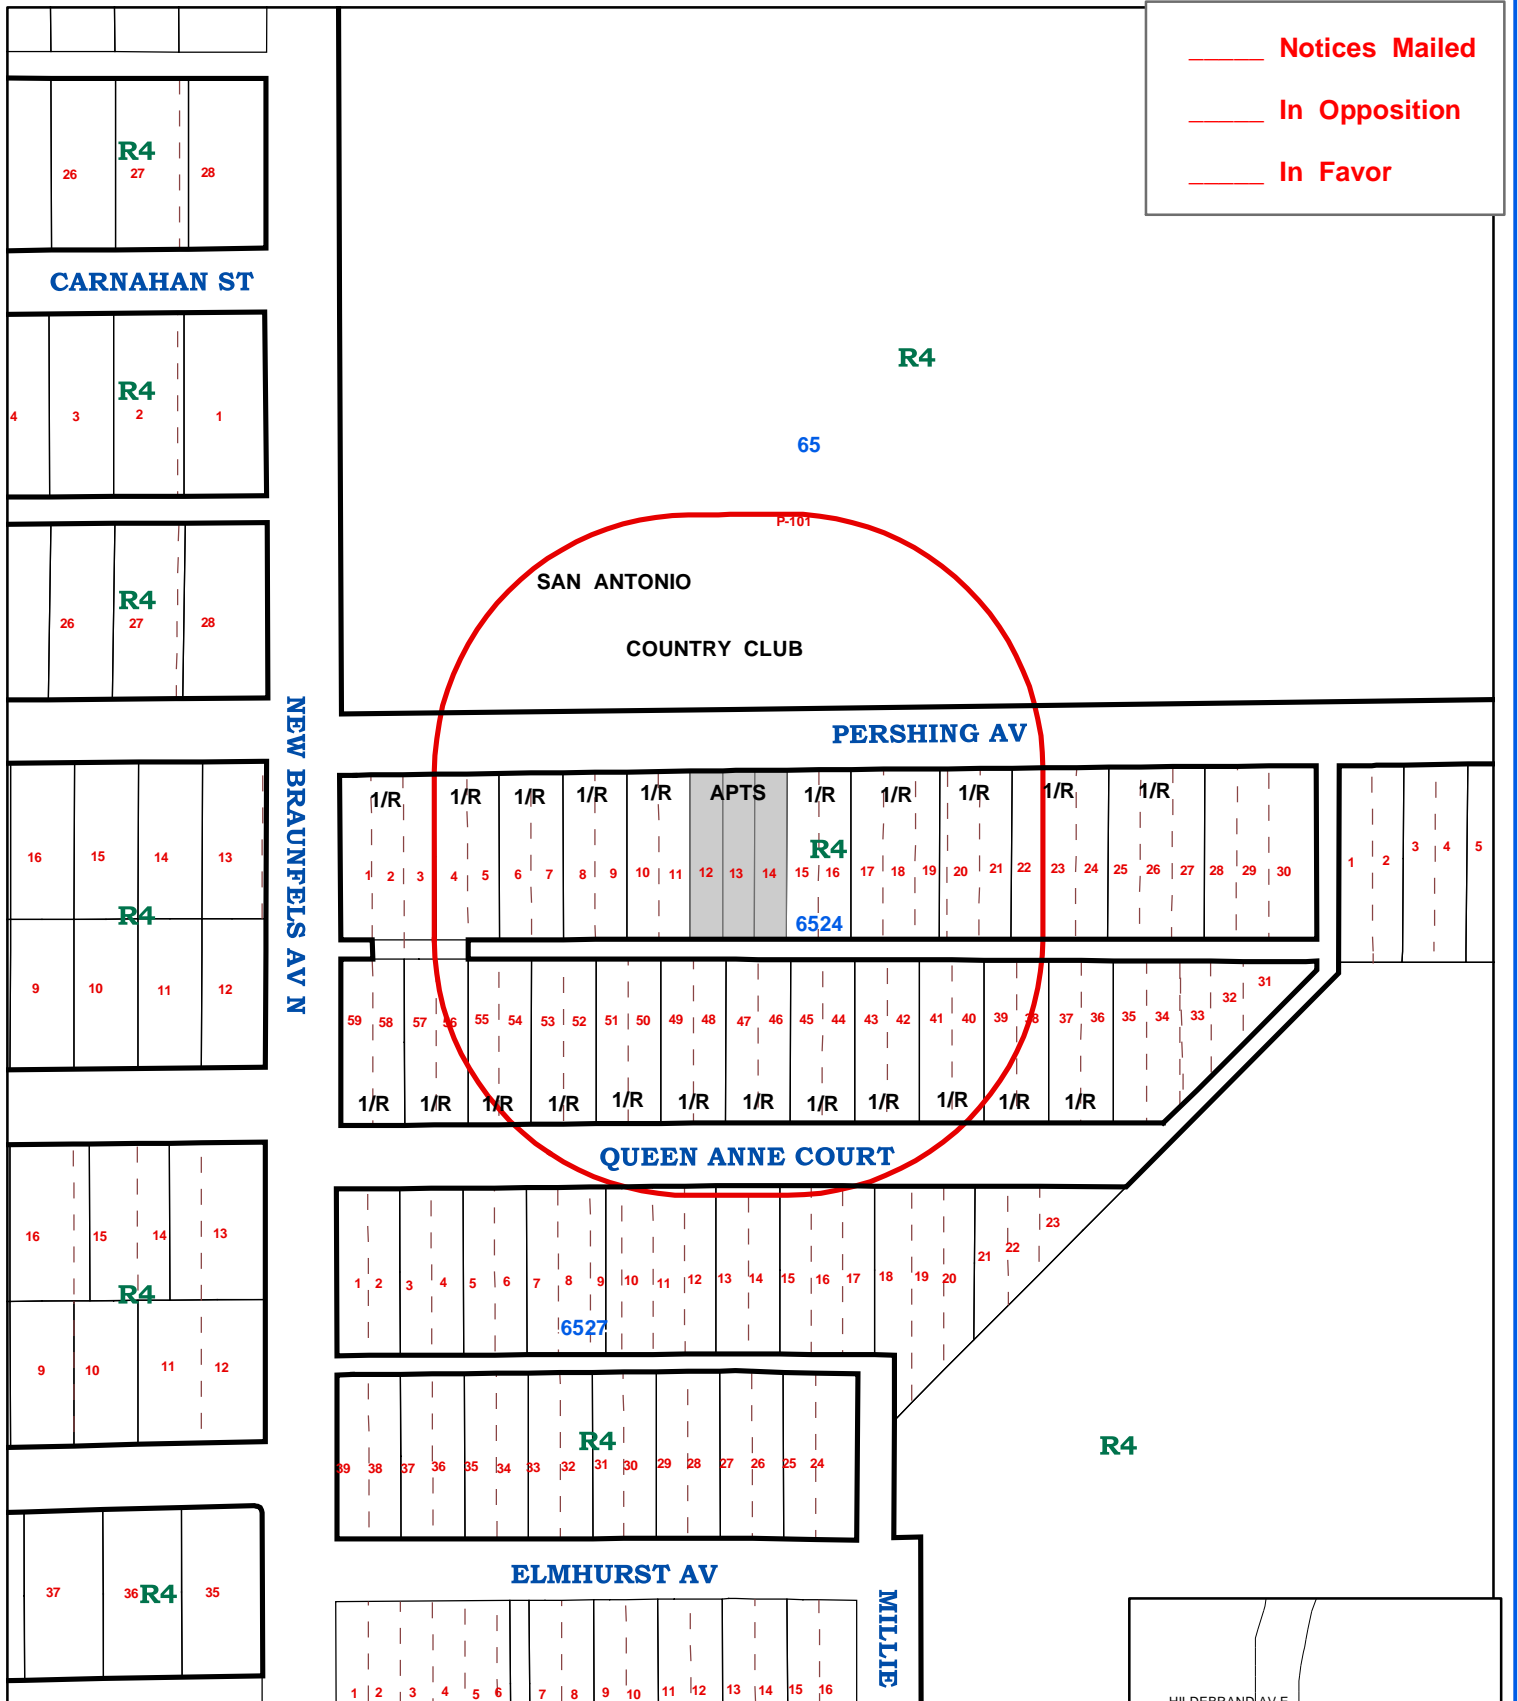 _____ Notices Mailed
_____ In Opposition
_____ In Favor
R4
26 27 28
CARNAHAN ST
R4
4 3 2 1
R4
65
P-101
SAN ANTONIO
COUNTRY CLUB
R4
26 27 28
NEW BRAUNFELS AV N
PERSHING AV
1/R 1/R 1/R 1/R 1/R APTS 1/R 1/R 1/R 1/R 1/R
R4
1 2 3 4 5 6 7 8 9 10 11 12 13 14 15 16 17 18 19 20 21 22 23 24 25 26 27 28 29 30
6524
1 2 3 4 5
16 15 14 13
R4
9 10 11 12
59 58 57 56 55 54 53 52 51 50 49 48 47 46 45 44 43 42 41 40 39 38 37 36 35 34 33 32 31
1/R 1/R 1/R 1/R 1/R 1/R 1/R 1/R 1/R 1/R 1/R 1/R
QUEEN ANNE COURT
16 15 14 13
R4
9 10 11 12
1 2 3 4 5 6 7 8 9 10 11 12 13 14 15 16 17 18 19 20 21 22 23
6527
R4
39 38 37 36 35 34 33 32 31 30 29 28 27 26 25 24
R4
ELMHURST AV
MILLIE
37 36 R4 35
1 2 3 4 5 6 7 8 9 10 11 12 13 14 15 16
HILDEBRAND AV E